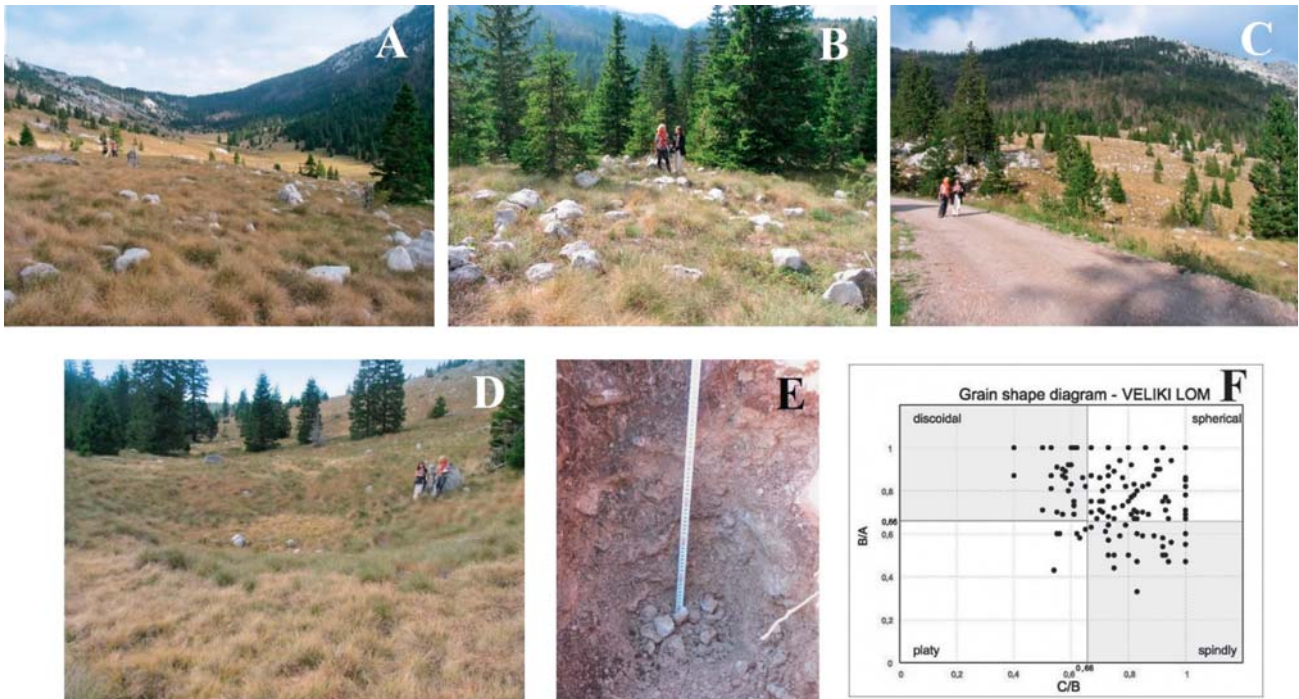 A
B
C
D
E
F
Grain shape diagram - VELIKI LOM
discoidal
spherical
1
0,8
0,66
0,6
0,4
0,2
0
B/A
platy
spindly
0 0,2 0,4 0,6 0,66 0,8 1
C/B